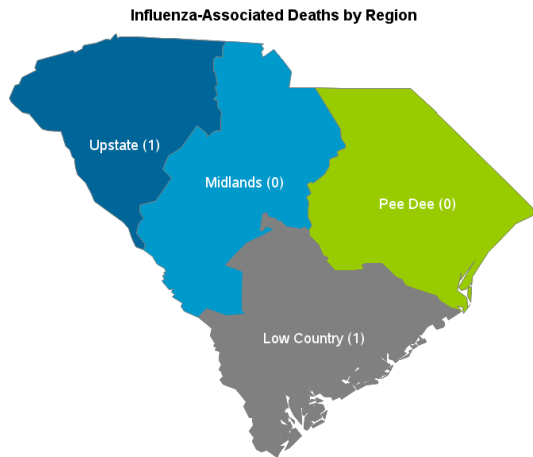 Influenza-Associated Deaths by Region
Upstate (1)
Midlands (0)
Pee Dee (0)
Low Country (1)